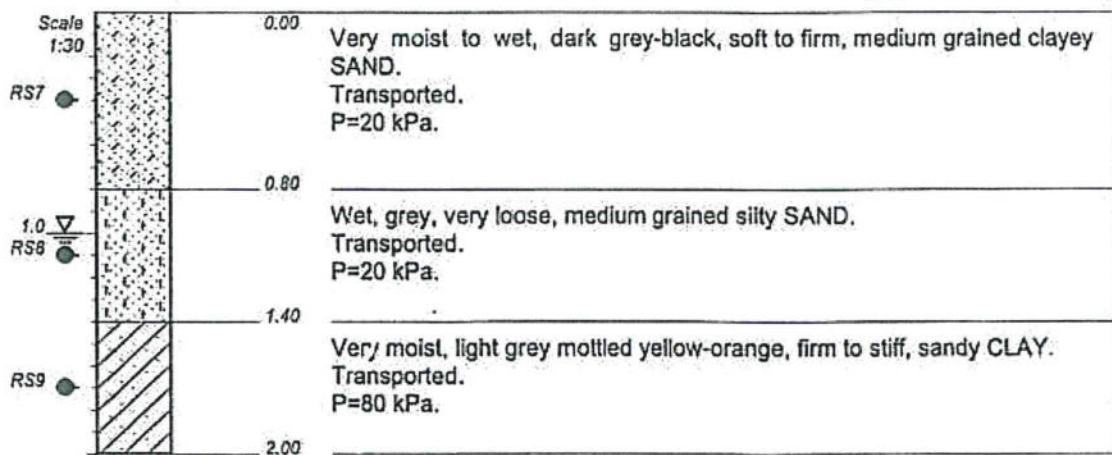 Scale
1:30
0.00
Very moist to wet, dark grey-black, soft to firm, medium grained clayey
SAND.
Transported.
P=20 kPa.
RS7
0.80
Wet, grey, very loose, medium grained silty SAND.
Transported.
P=20 kPa.
1.0
RS8
1.40
Very moist, light grey mottled yellow-orange, firm to stiff, sandy CLAY.
Transported.
P=80 kPa.
RS9
2.00